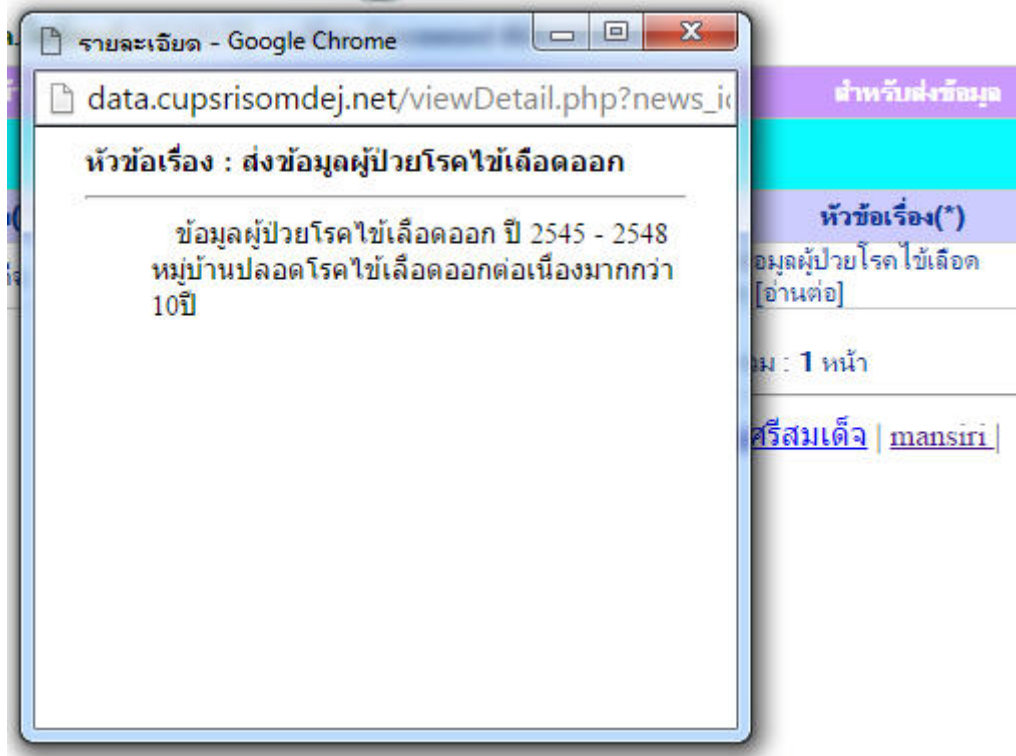 รายละเอียด - Google Chrome
data.cupsrisomdej.net/viewDetail.php?news_id
สำหรับส่งข้อมูล
หัวข้อเรื่อง : ส่งข้อมูลผู้ป่วยโรคไข้เลือดออก
หัวข้อเรื่อง(*)
ข้อมูลผู้ป่วยโรคไข้เลือดออก ปี 2545 - 2548
หมู่บ้านปลอดโรคไข้เลือดออกต่อเนื่องมากกว่า
10ปี
อมูลผู้ป่วยโรคไข้เลือด
[อ่านต่อ]
: 1 หน้า
ศรีสมเด็จ | mansiri |